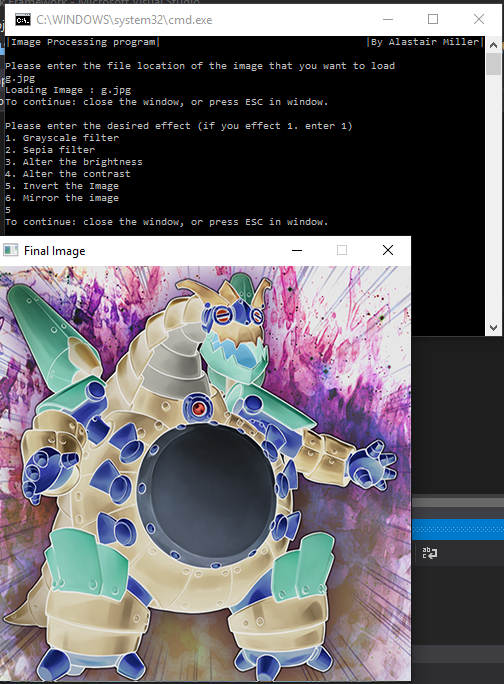 Framework - Microsoft Visual Studio
C:\WINDOWS\system32\cmd.exe
|Image Processing program| |By Alastair Miller|
Please enter the file location of the image that you want to load
g.jpg
Loading Image : g.jpg
To continue: close the window, or press ESC in window.
Please enter the desired effect (if you effect 1. enter 1)
1. Grayscale filter
2. Sepia filter
3. Alter the brightness
4. Alter the contrast
5. Invert the Image
6. Mirror the image
5
To continue: close the window, or press ESC in window.
Final Image